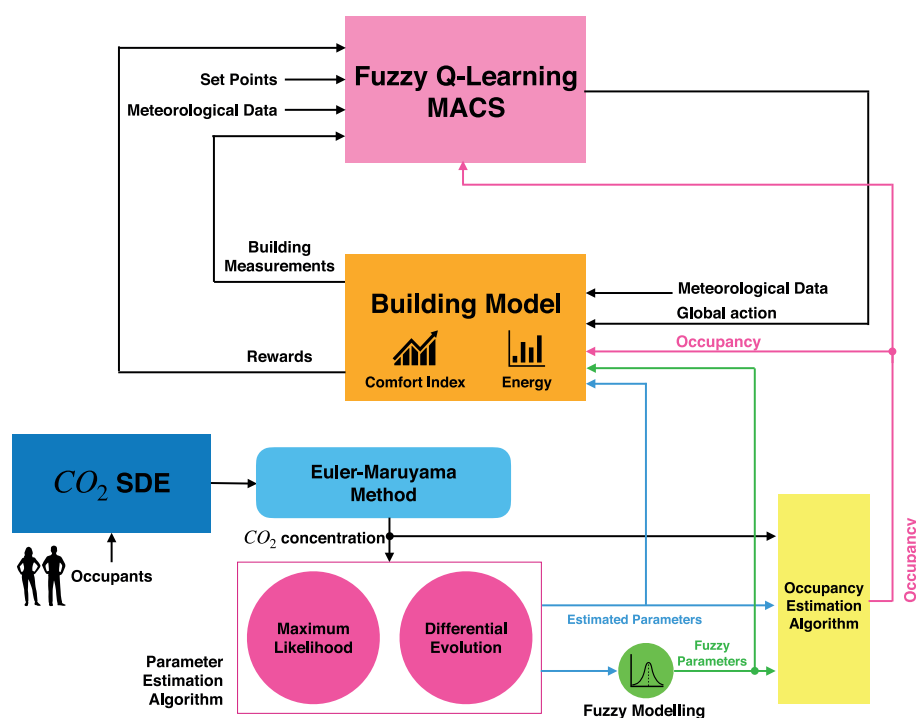 Fuzzy Q-Learning
MACS
Set Points
Meteorological Data
Building
Measurements
Rewards
Building Model
Comfort Index
Energy
Meteorological Data
Global action
Occupancy
CO₂ SDE
Occupants
Euler-Maruyama
Method
CO₂ concentration
Maximum
Likelihood
Differential
Evolution
Parameter
Estimation
Algorithm
Estimated Parameters
Fuzzy
Parameters
Fuzzy Modelling
Occupancy
Estimation
Algorithm
Occupancy